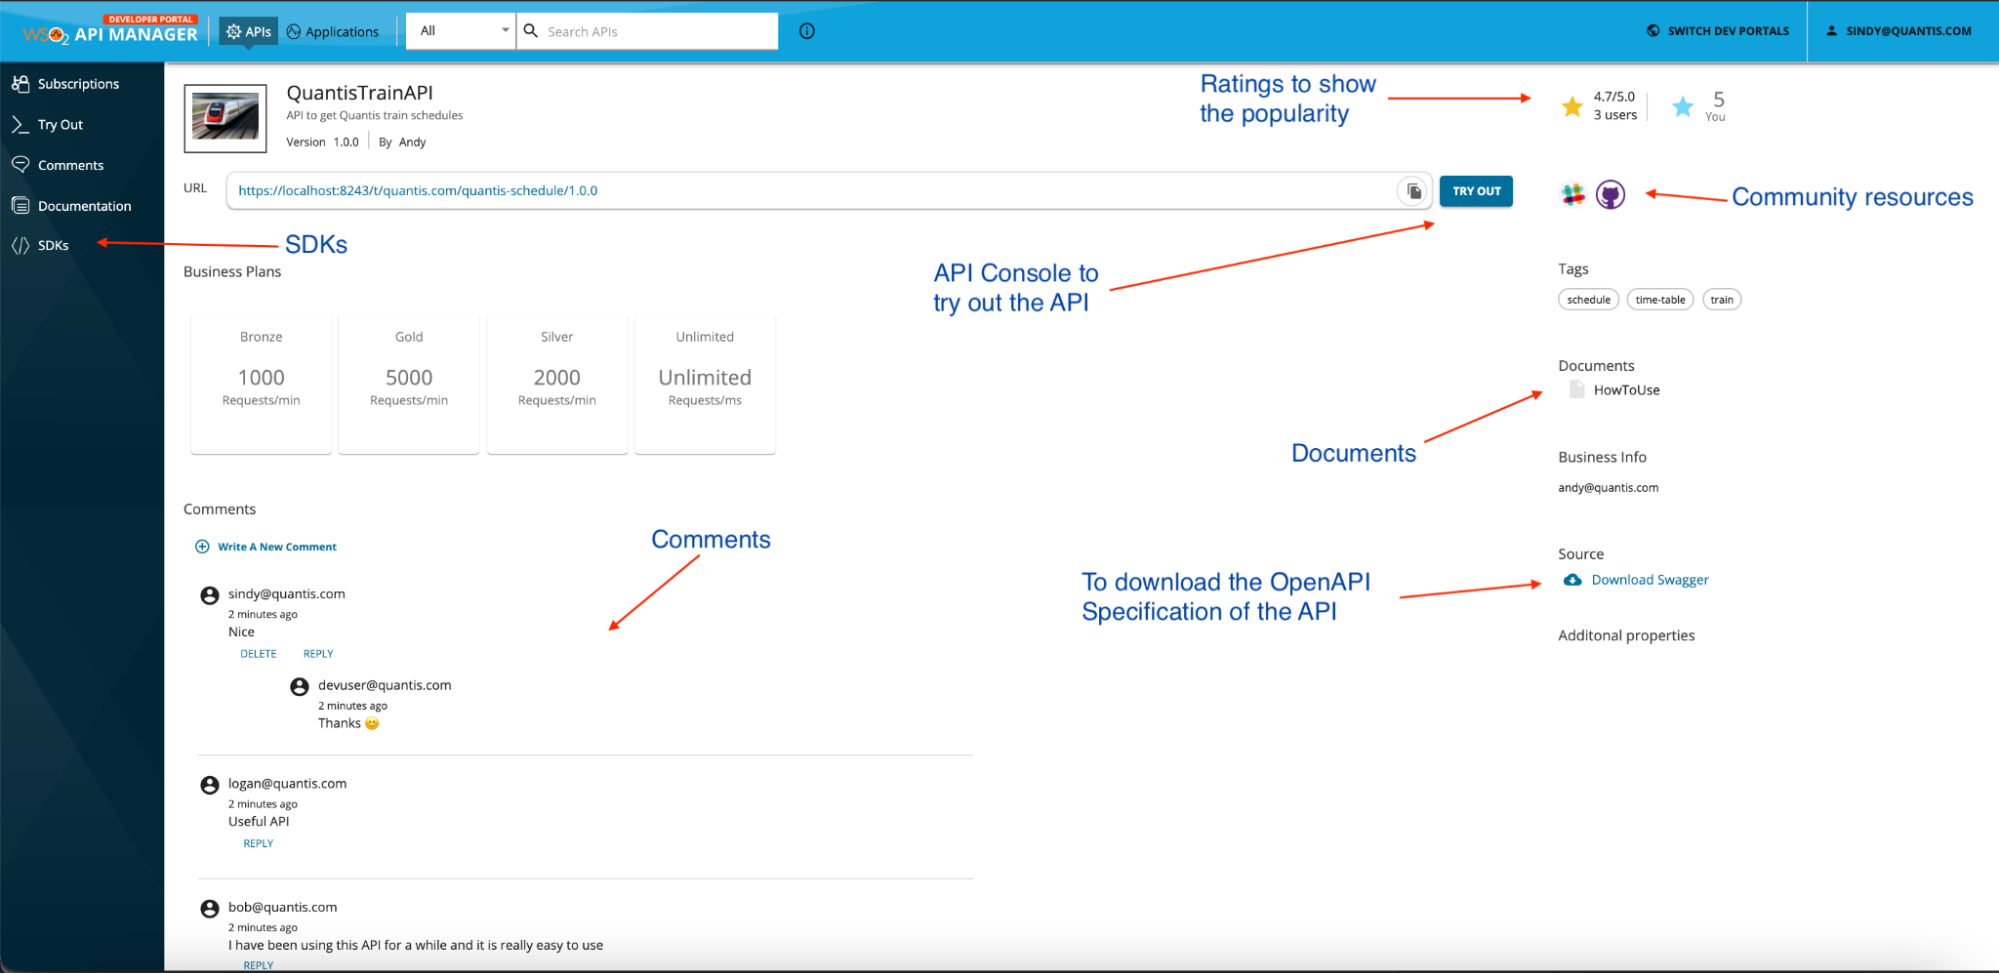 DEVELOPER PORTAL
WSO2 API MANAGER
APIs
Applications
All
Search APIs
SWITCH DEV PORTALS
SINDY@QUANTIS.COM
Subscriptions
Try Out
Comments
Documentation
SDKs
SDKs
QuantisTrainAPI
API to get Quantis train schedules
Version 1.0.0 By Andy
Ratings to show
the popularity
4.7/5.0
3 users
5
You
URL
https://localhost:8243/t/quantis.com/quantis-schedule/1.0.0
TRY OUT
Community resources
API Console to
try out the API
Business Plans
Bronze
1000
Requests/min
Gold
5000
Requests/min
Silver
2000
Requests/min
Unlimited
Unlimited
Requests/ms
Tags
schedule
time-table
train
Documents
HowToUse
Documents
Business Info
andy@quantis.com
Source
Download Swagger
To download the OpenAPI
Specification of the API
Additonal properties
Comments
Write A New Comment
Comments
sindy@quantis.com
2 minutes ago
Nice
DELETE REPLY
devuser@quantis.com
2 minutes ago
Thanks 😊
logan@quantis.com
2 minutes ago
Useful API
REPLY
bob@quantis.com
2 minutes ago
I have been using this API for a while and it is really easy to use
REPLY